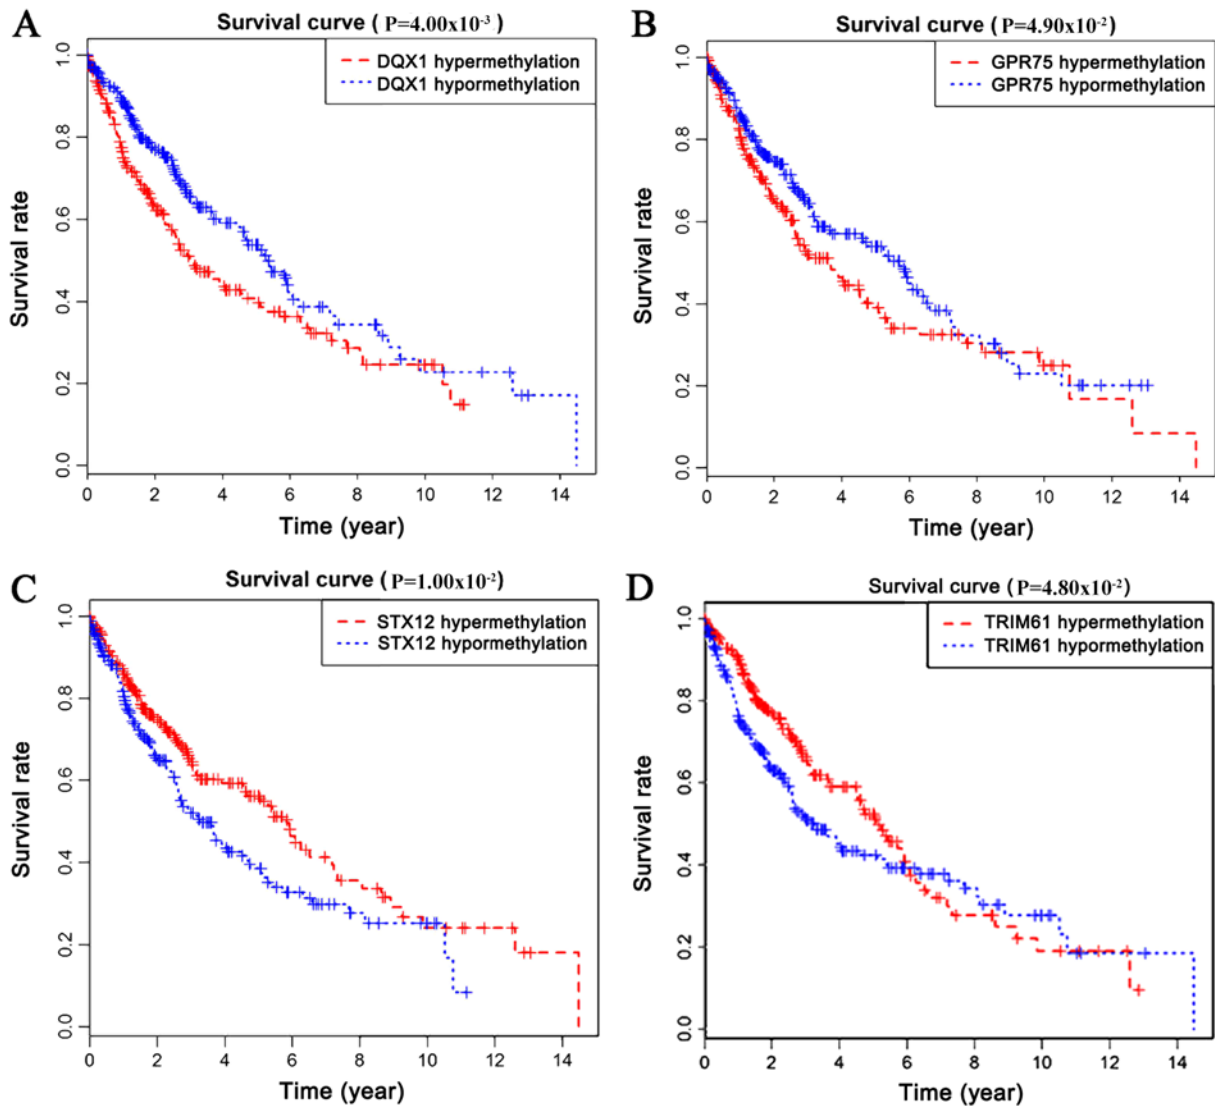 A
Survival curve ( P=4.00x10⁻³)
DQX1 hypermethylation
DQX1 hypormethylation
Survival rate
0.0 0.2 0.4 0.6 0.8 1.0
0 2 4 6 8 10 12 14
Time (year)
B
Survival curve (P=4.90x10⁻²)
GPR75 hypermethylation
GPR75 hypormethylation
Survival rate
0.0 0.2 0.4 0.6 0.8 1.0
0 2 4 6 8 10 12 14
Time (year)
C
Survival curve ( P=1.00x10⁻²)
STX12 hypermethylation
STX12 hypormethylation
Survival rate
0.0 0.2 0.4 0.6 0.8 1.0
0 2 4 6 8 10 12 14
Time (year)
D
Survival curve (P=4.80x10⁻²)
TRIM61 hypermethylation
TRIM61 hypormethylation
Survival rate
0.0 0.2 0.4 0.6 0.8 1.0
0 2 4 6 8 10 12 14
Time (year)